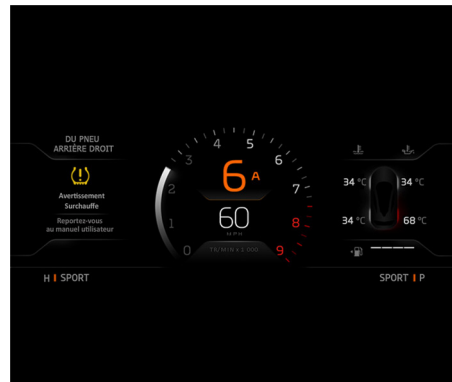 DU PNEU
ARRIÈRE DROIT
Avertissement
Surchauffe
Reportez-vous
au manuel utilisateur
H SPORT
0
1
2
3
4
5
6
7
8
9
6 A
60
MPH
TR/MIN x 1 000
34 °C 34 °C
34 °C 68 °C
SPORT P